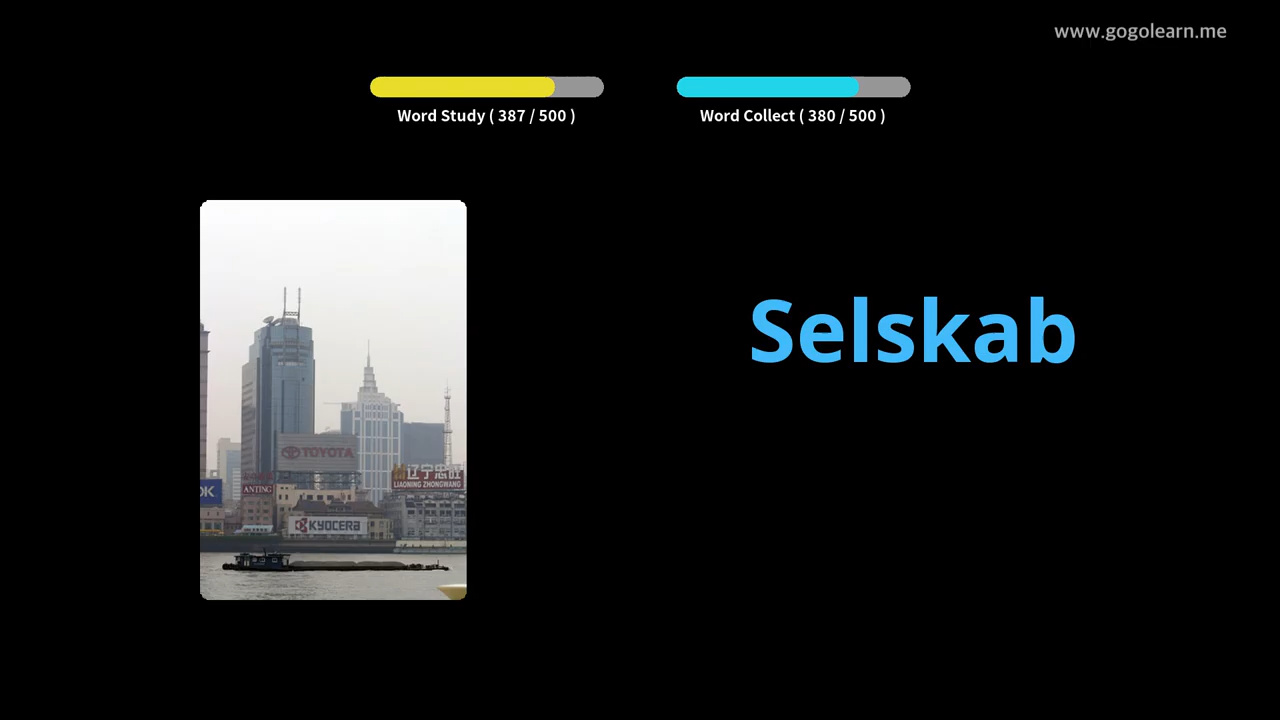 www.gogolearn.me
Word Study ( 387 / 500 )
Word Collect ( 380 / 500 )
Selskab
TOYOTA
辽宁忠旺
LIAONING ZHONGWANG
OK
ANTING
KYOCERA